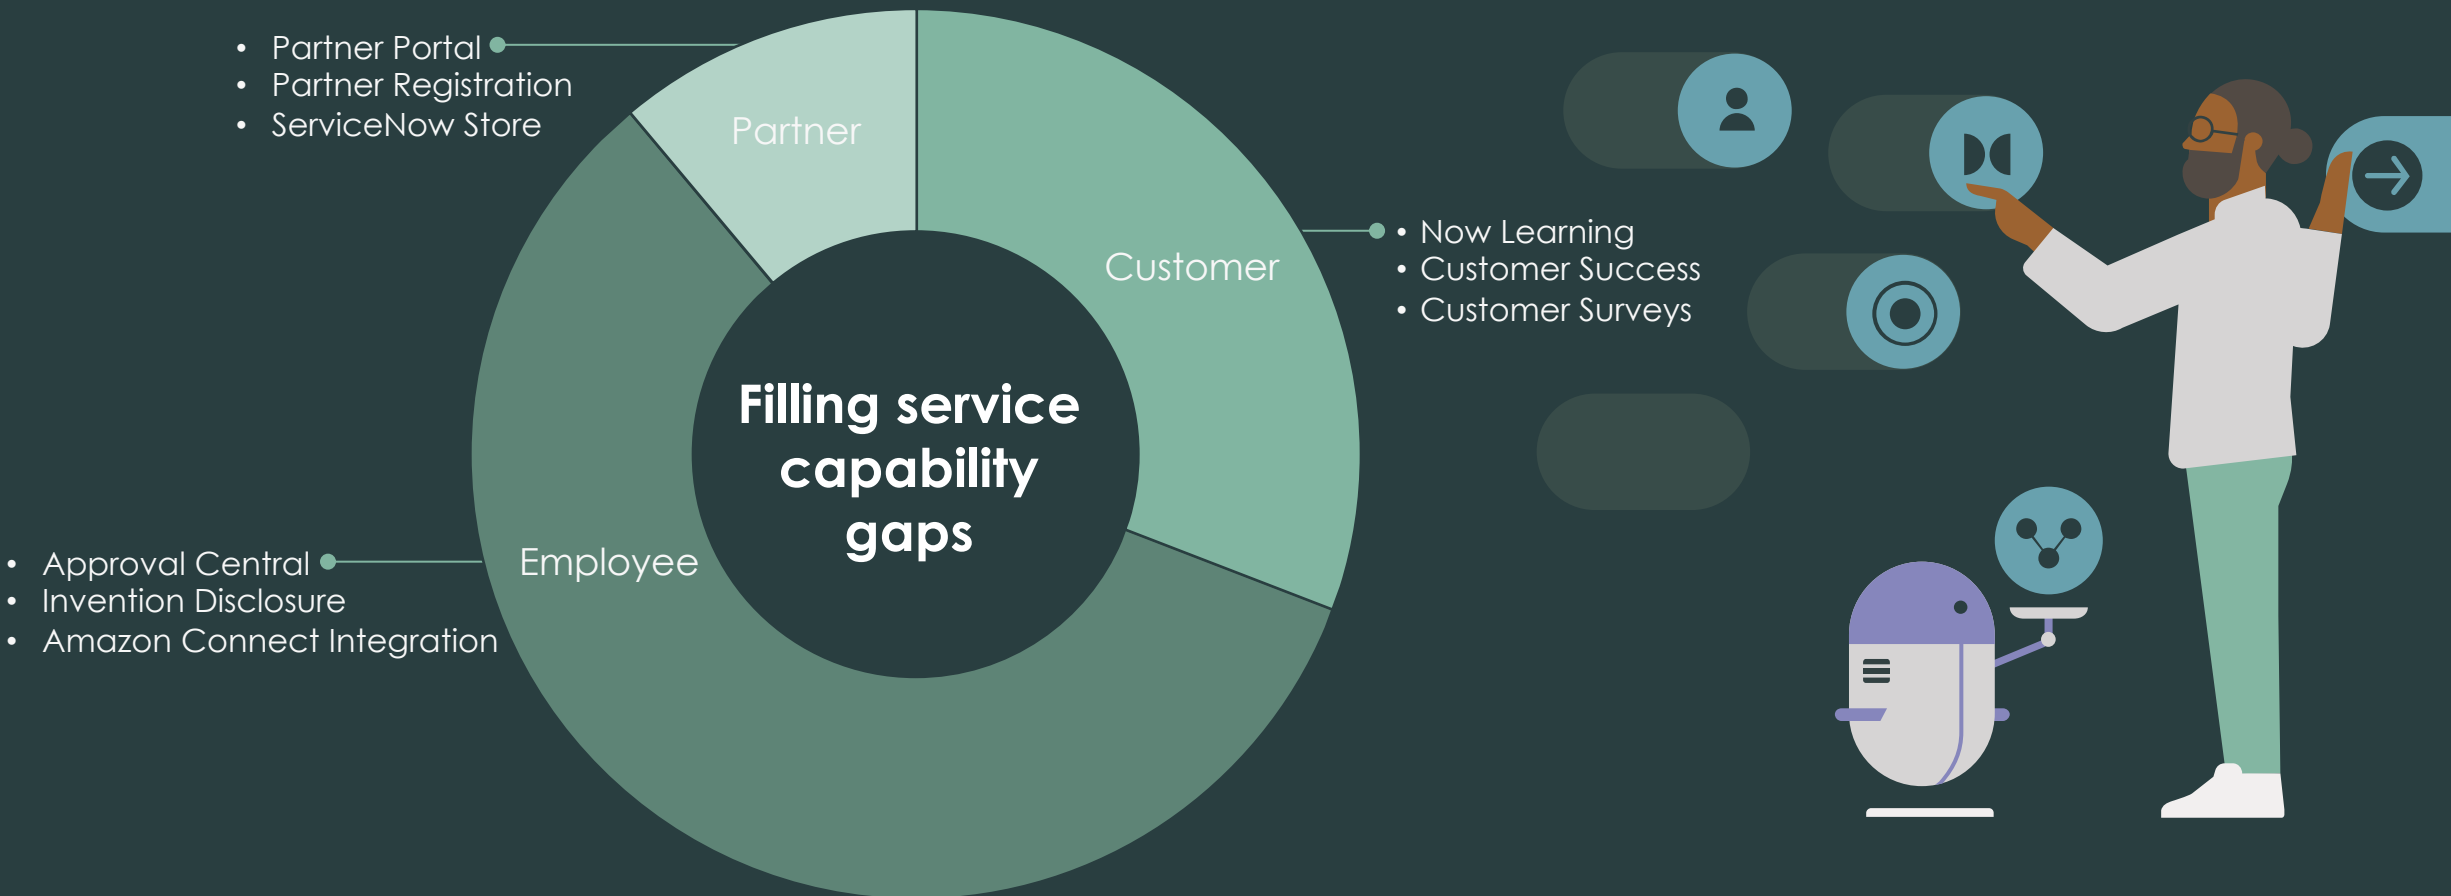 • Partner Portal
• Partner Registration
• ServiceNow Store
Partner
Customer
• Now Learning
• Customer Success
• Customer Surveys
Filling service
capability
gaps
Employee
• Approval Central
• Invention Disclosure
• Amazon Connect Integration